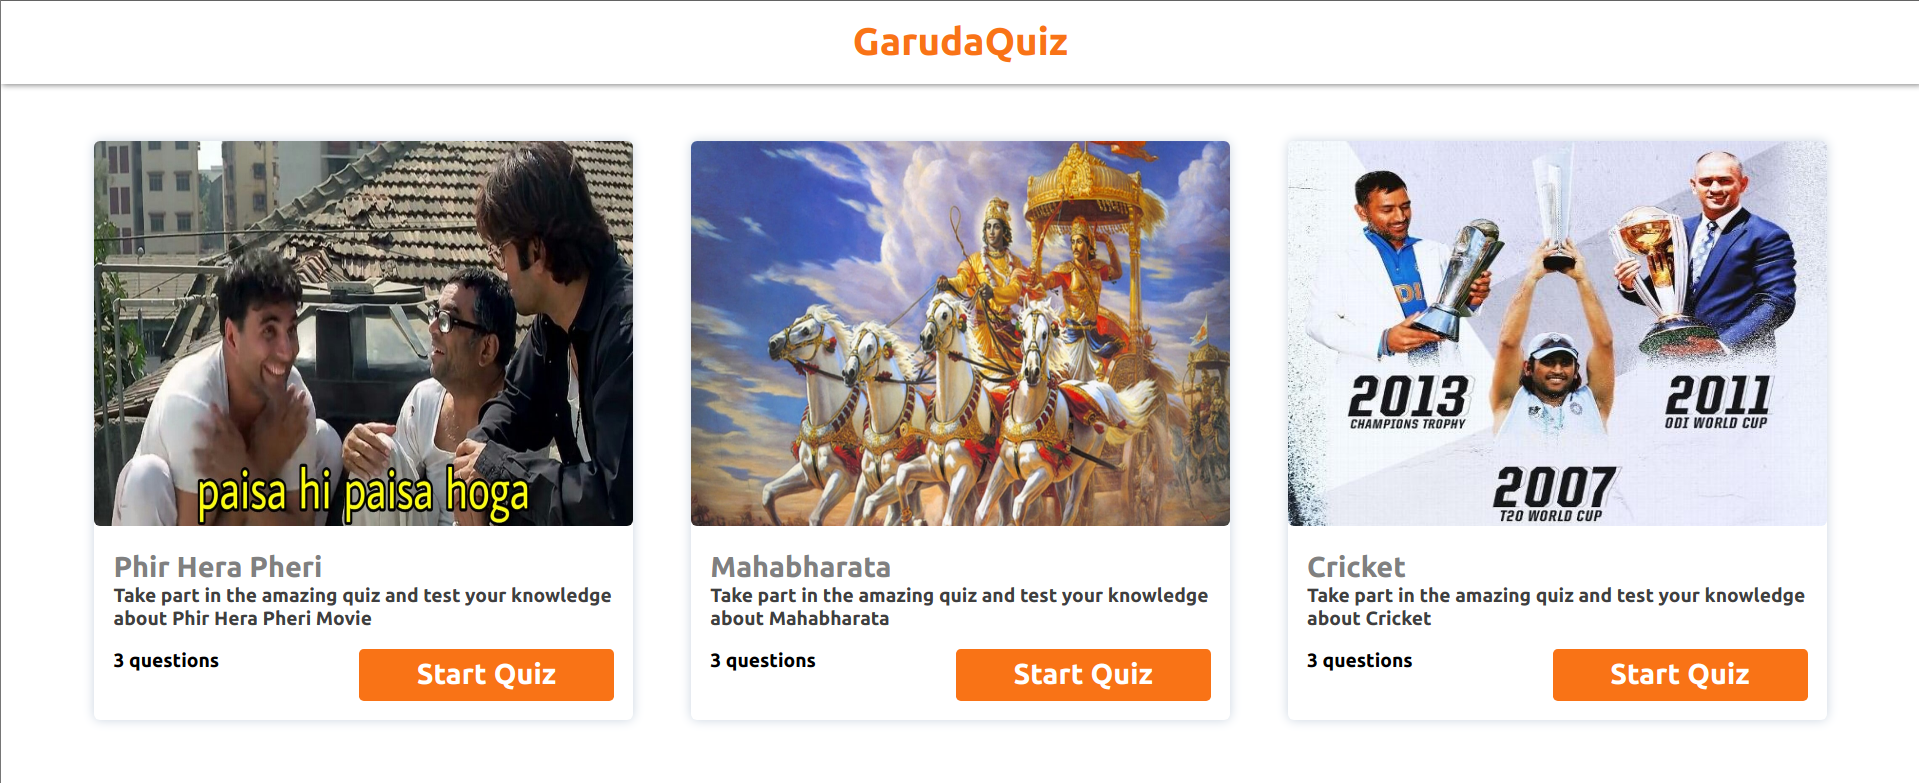 GarudaQuiz
paisa hi paisa hoga
Phir Hera Pheri
Take part in the amazing quiz and test your knowledge
about Phir Hera Pheri Movie
3 questions
Start Quiz
Mahabharata
Take part in the amazing quiz and test your knowledge
about Mahabharata
3 questions
Start Quiz
2013
CHAMPIONS TROPHY
2011
ODI WORLD CUP
2007
T20 WORLD CUP
Cricket
Take part in the amazing quiz and test your knowledge
about Cricket
3 questions
Start Quiz